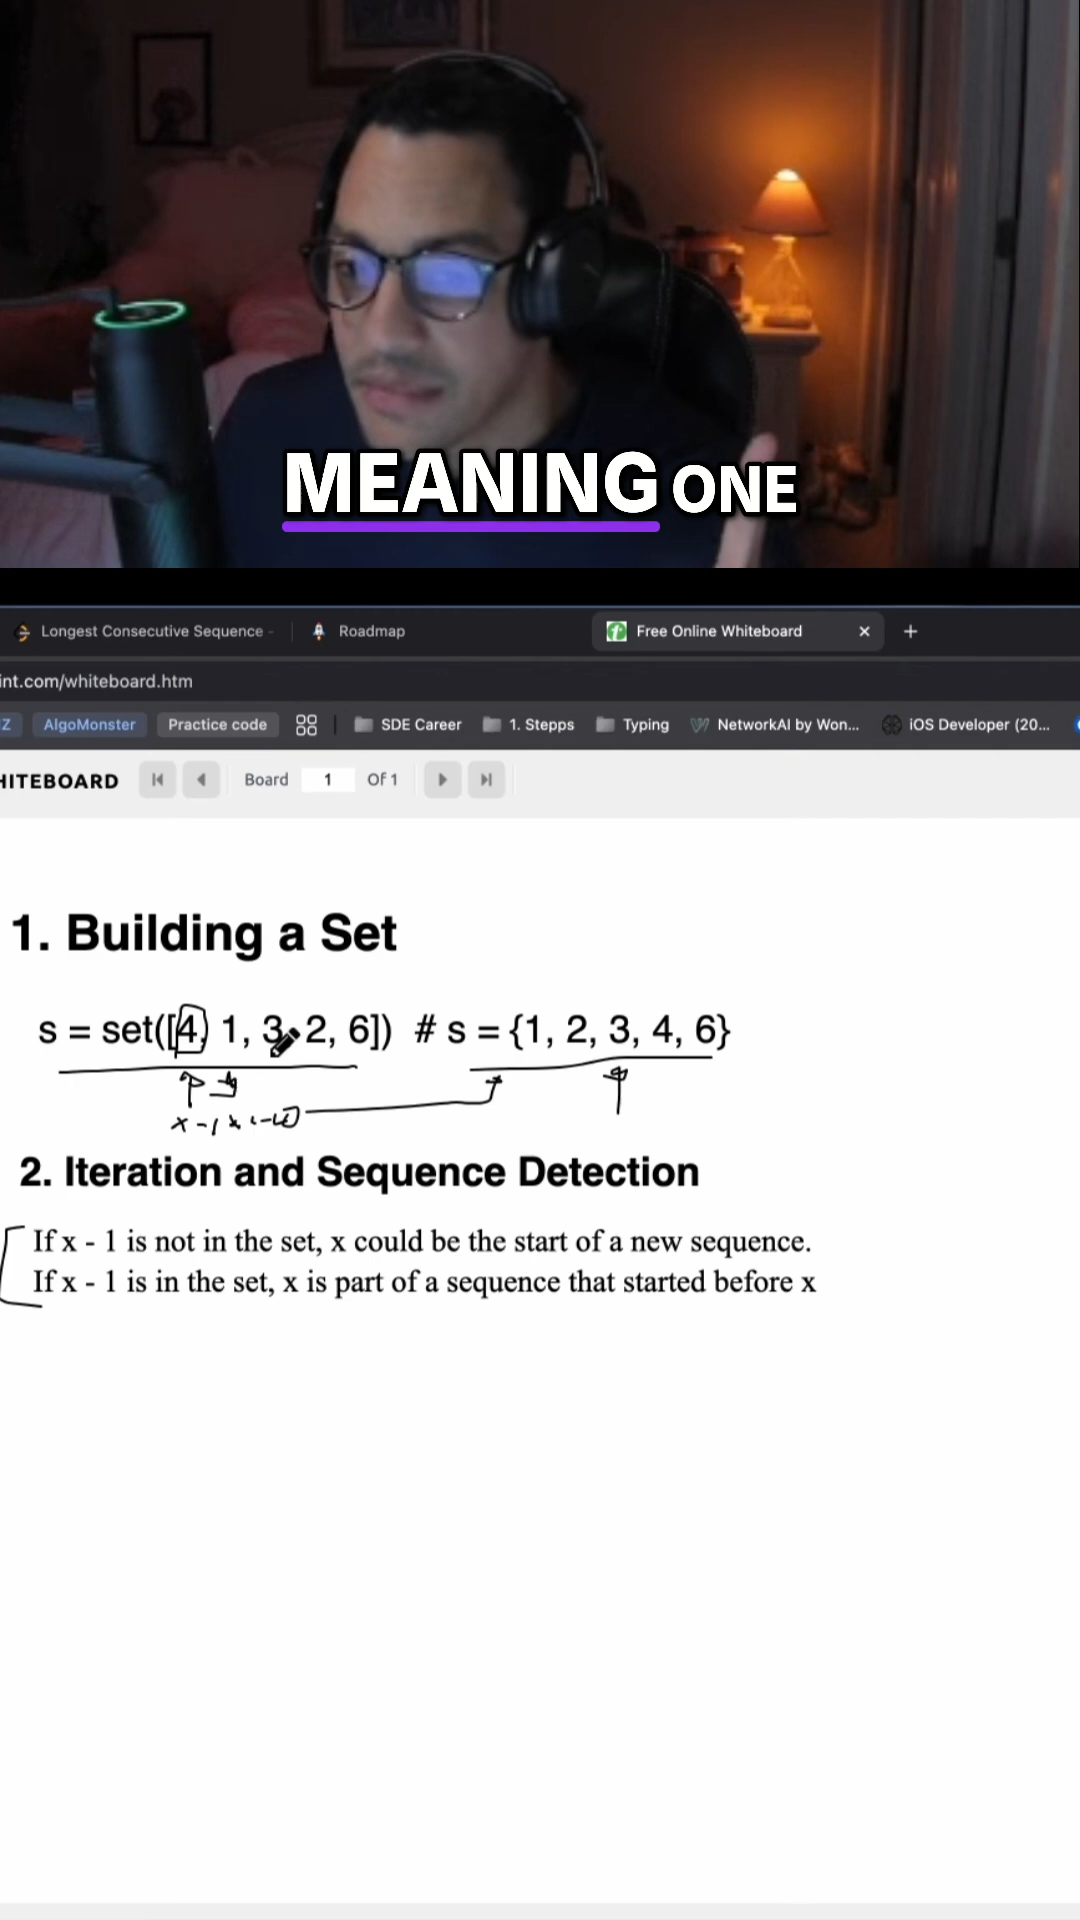 MEANING ONE
Longest Consecutive Sequence -
Roadmap
Free Online Whiteboard
int.com/whiteboard.htm
Z
AlgoMonster
Practice code
SDE Career
1. Stepps
Typing
NetworkAI by Won...
iOS Developer (20...
HITEBOARD
Board 1 Of 1
1. Building a Set
s = set([4, 1, 3, 2, 6]) # s = {1, 2, 3, 4, 6}
x - 1
2. Iteration and Sequence Detection
If x - 1 is not in the set, x could be the start of a new sequence.
If x - 1 is in the set, x is part of a sequence that started before x